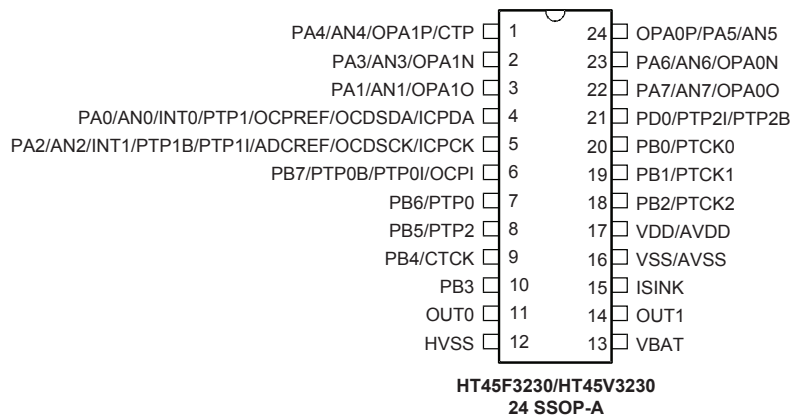 PA4/AN4/OPA1P/CTP 1 24 OPA0P/PA5/AN5
PA3/AN3/OPA1N 2 23 PA6/AN6/OPA0N
PA1/AN1/OPA1O 3 22 PA7/AN7/OPA0O
PA0/AN0/INT0/PTP1/OCPREF/OCDSDA/ICPDA 4 21 PD0/PTP2I/PTP2B
PA2/AN2/INT1/PTP1B/PTP1I/ADCREF/OCDSCK/ICPCK 5 20 PB0/PTCK0
PB7/PTP0B/PTP0I/OCPI 6 19 PB1/PTCK1
PB6/PTP0 7 18 PB2/PTCK2
PB5/PTP2 8 17 VDD/AVDD
PB4/CTCK 9 16 VSS/AVSS
PB3 10 15 ISINK
OUT0 11 14 OUT1
HVSS 12 13 VBAT
HT45F3230/HT45V3230
24 SSOP-A